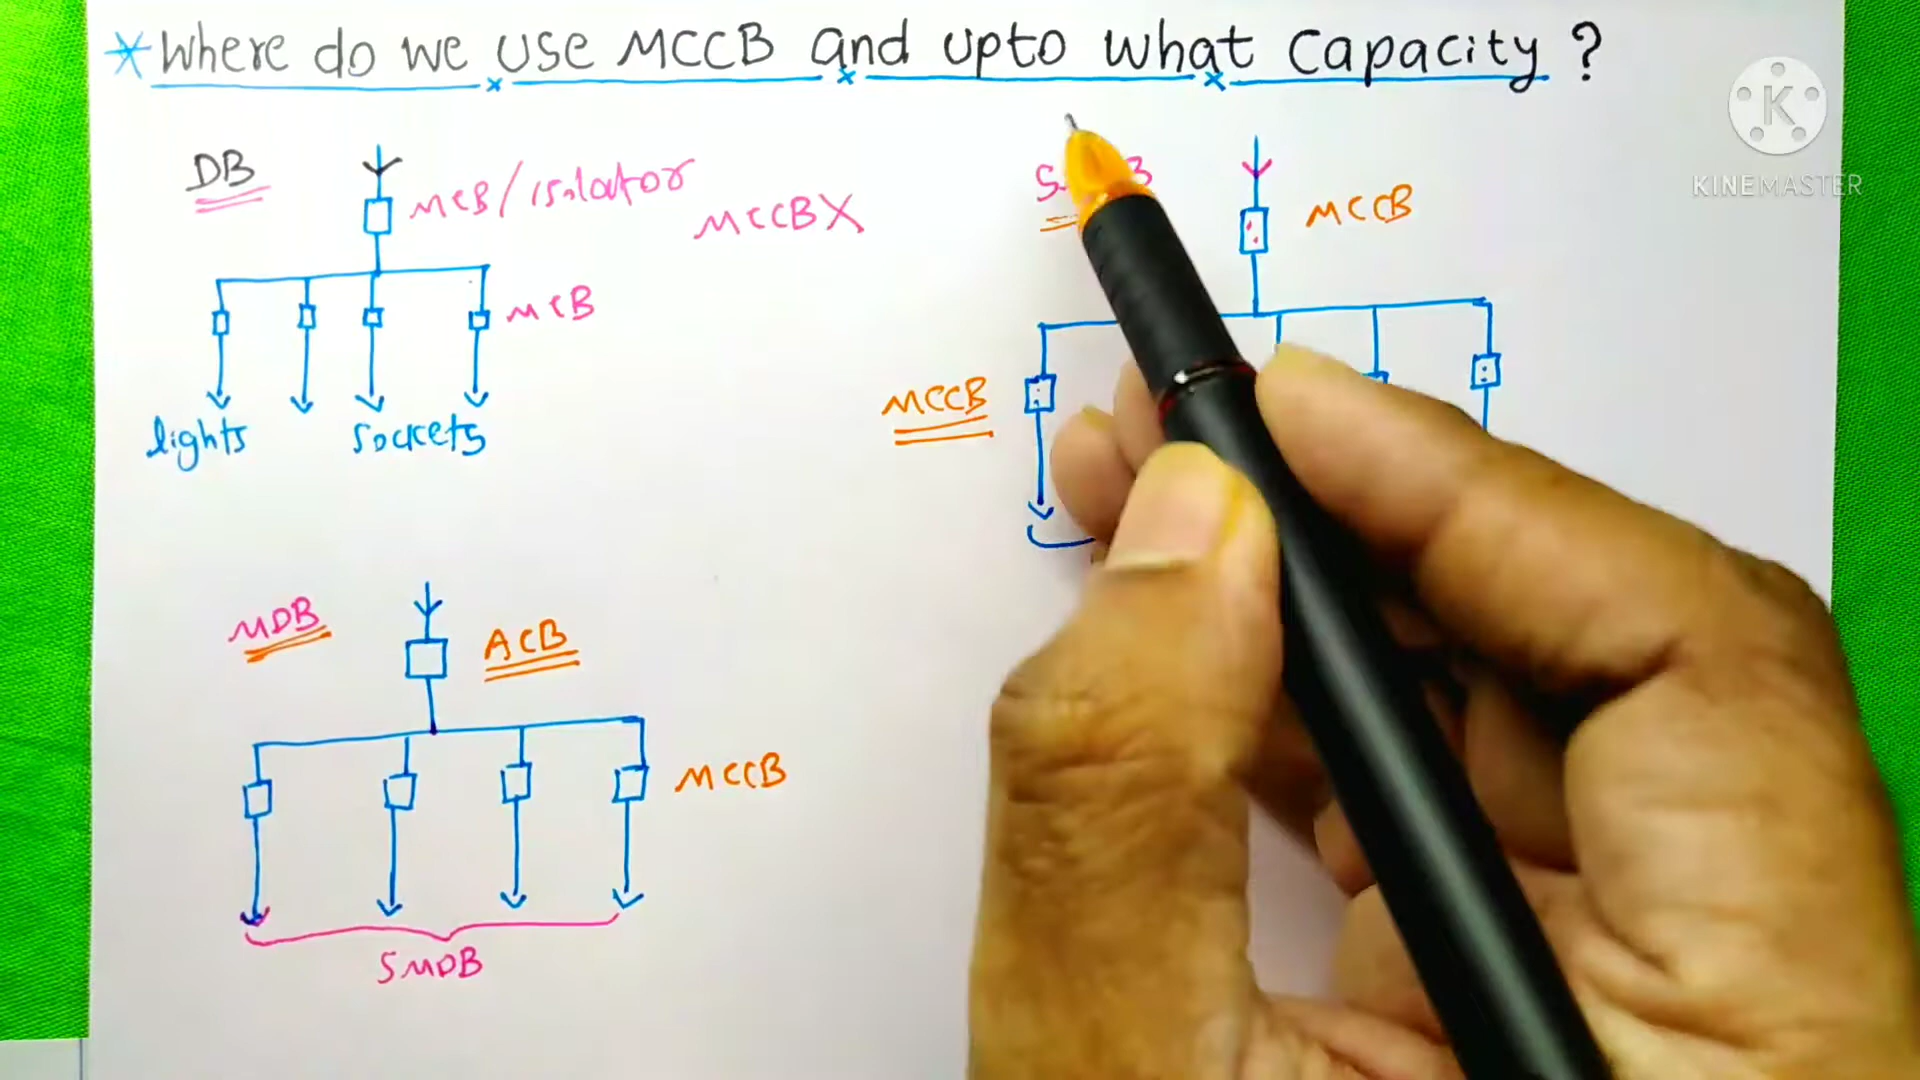 *Where do we use MCCB and upto what capacity ?
DB
MCB/isolator
MCCB X
MCB
lights
sockets
MCCB
MCCB
MDB
ACB
MCCB
SMDB
K
KINEMASTER